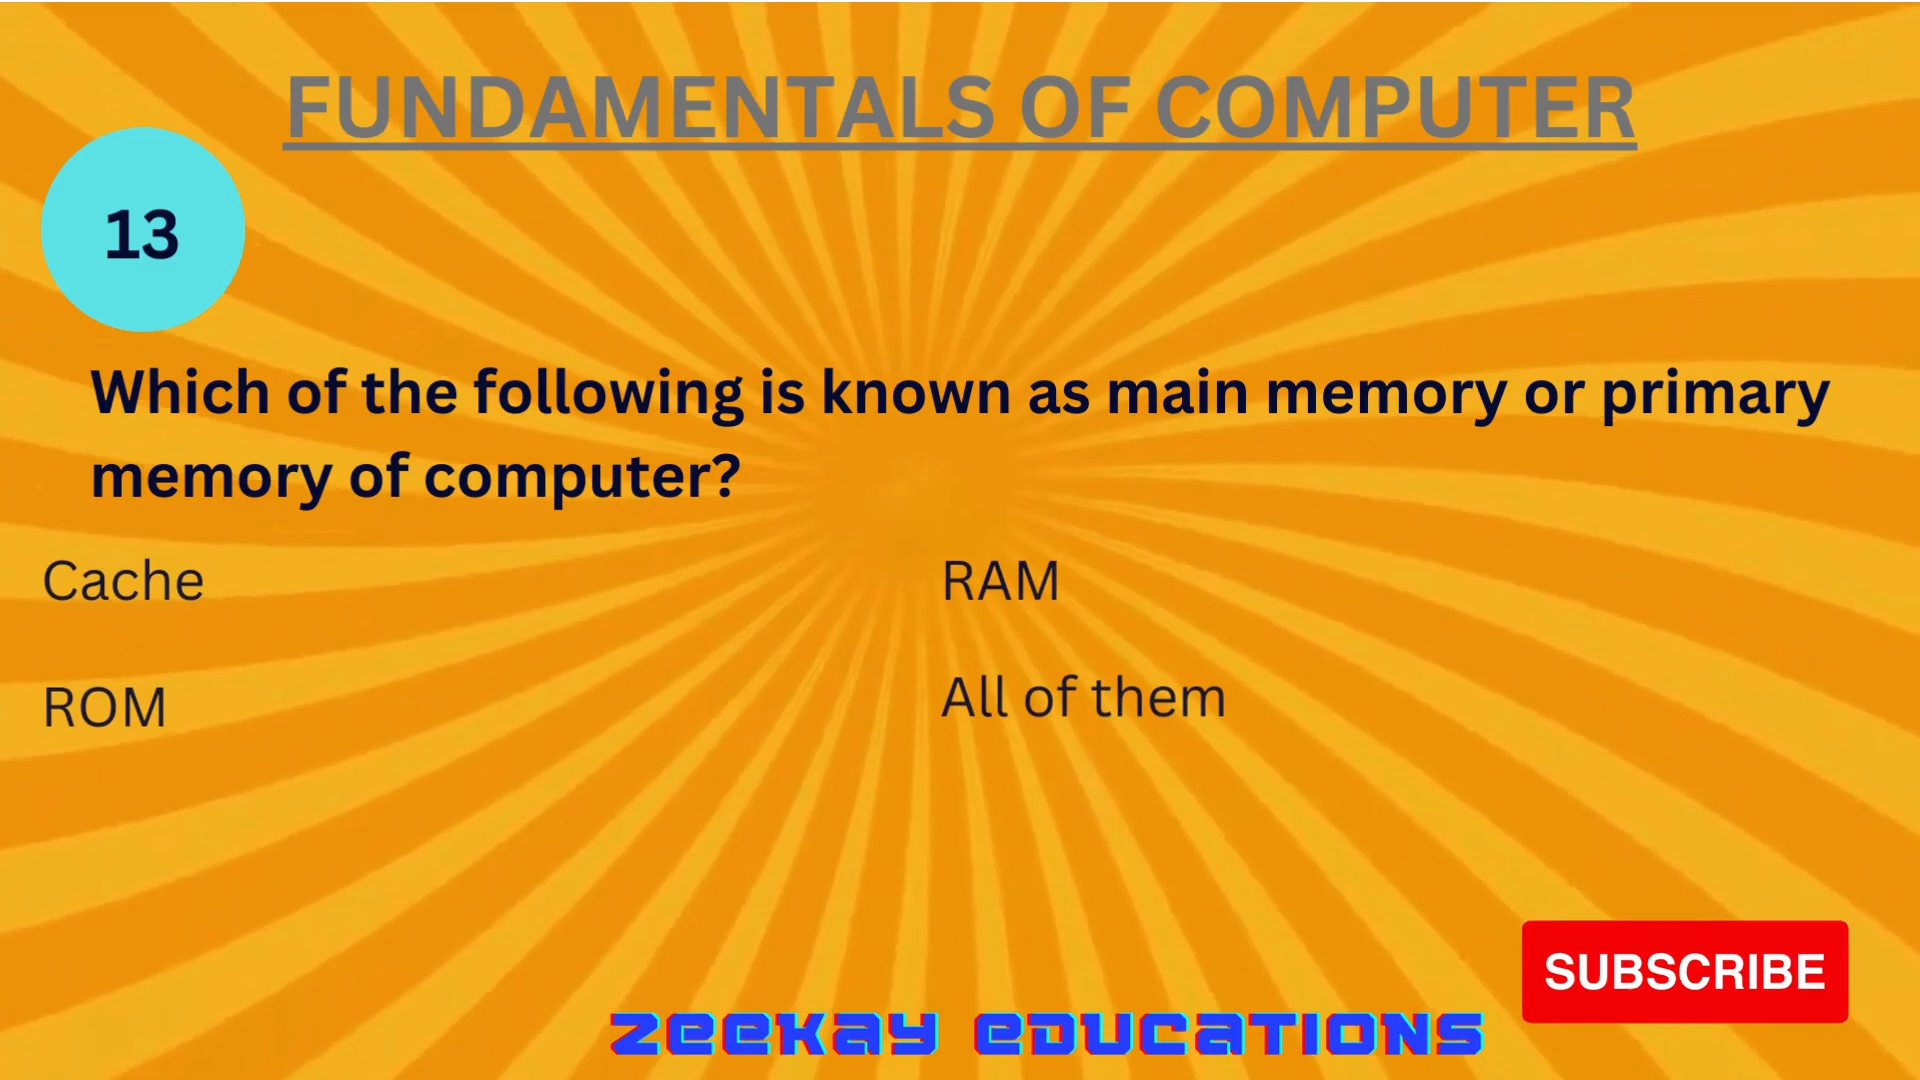 FUNDAMENTALS OF COMPUTER
13
Which of the following is known as main memory or primary
memory of computer?
Cache
RAM
ROM
All of them
SUBSCRIBE
ZEEKAY EDUCATIONS